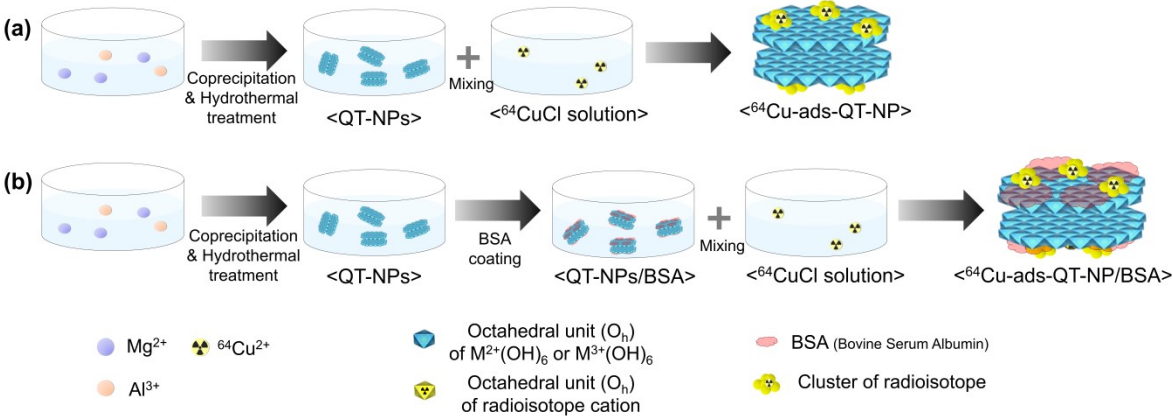 (a)
Coprecipitation
& Hydrothermal
treatment
<QT-NPs>
+
Mixing
<⁶⁴CuCl solution>
<⁶⁴Cu-ads-QT-NP>
(b)
Coprecipitation
& Hydrothermal
treatment
<QT-NPs>
BSA
coating
<QT-NPs/BSA>
+
Mixing
<⁶⁴CuCl solution>
<⁶⁴Cu-ads-QT-NP/BSA>
Mg²⁺
⁶⁴Cu²⁺
Al³⁺
Octahedral unit (Oₕ)
of M²⁺(OH)₆ or M³⁺(OH)₆
Octahedral unit (Oₕ)
of radioisotope cation
BSA (Bovine Serum Albumin)
Cluster of radioisotope